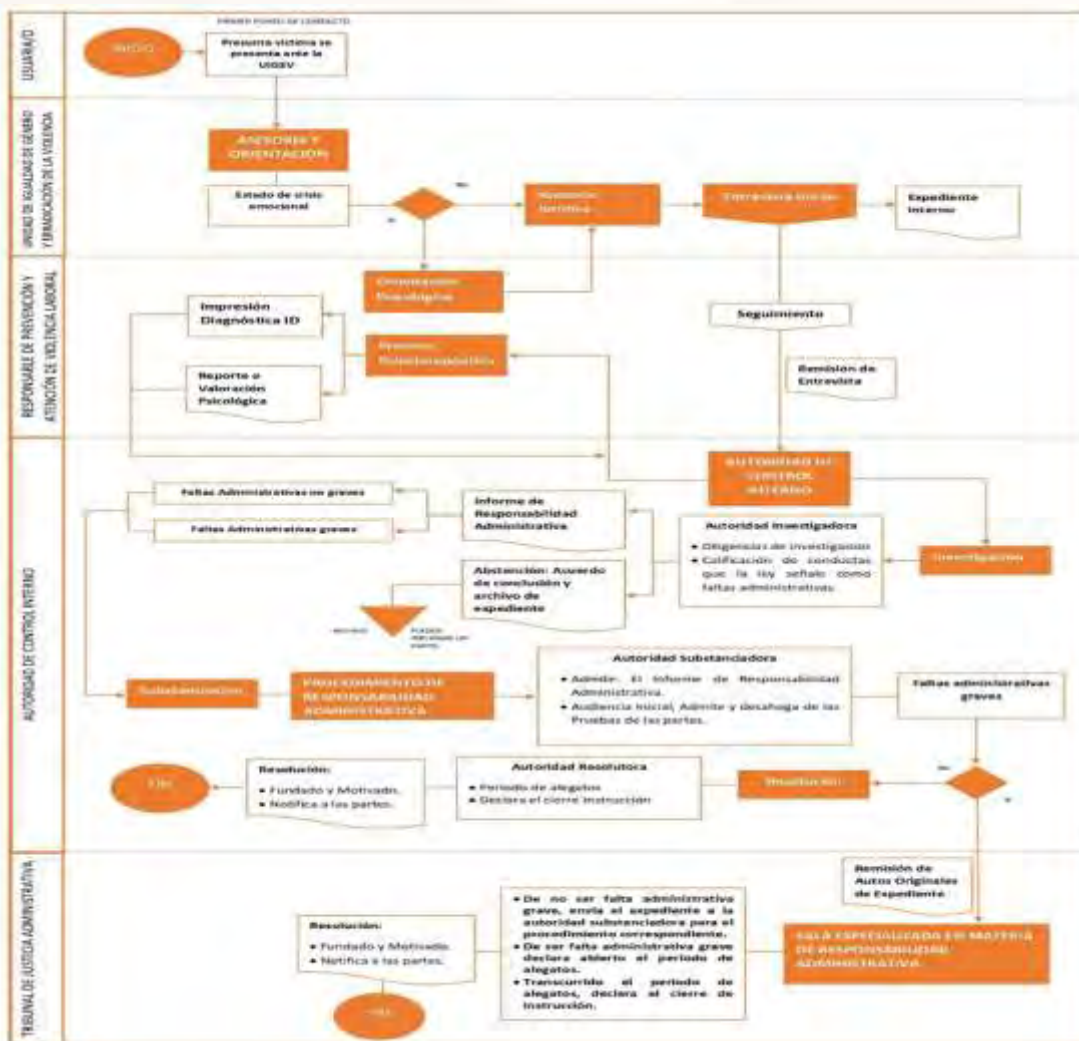 USUARIA/O
PRIMER PUNTO DE CONTACTO
INICIO
Presunta víctima se
presenta ante la
UIGEV
UNIDAD DE IGUALDAD DE GÉNERO
Y ERRADICACIÓN DE LA VIOLENCIA
ASESORÍA Y
ORIENTACIÓN
Estado de crisis
emocional
No
Asesoría
Jurídica
Entrevista Inicial
Expediente
Interno
RESPONSABLE DE PREVENCIÓN Y
ATENCIÓN DE VIOLENCIA LABORAL
Orientación
Psicológica
Impresión
Diagnóstica ID
Proceso
Psicoterapéutico
Reporte o
Valoración
Psicológica
Seguimiento
Remisión de
Entrevista
AUTORIDAD DE CONTROL INTERNO
AUTORIDAD DE
CONTROL
INTERNO
Faltas Administrativas no graves
Faltas Administrativas graves
Informe de
Responsabilidad
Administrativa
Autoridad Investigadora
• Diligencias de investigación
• Calificación de conductas
que la ley señale como
faltas administrativas.
Investigación
Abstención: Acuerdo
de conclusión y
archivo de
expediente
Substanciación
PROCEDIMIENTO DE
RESPONSABILIDAD
ADMINISTRATIVA
Autoridad Substanciadora
• Admite: El Informe de Responsabilidad
Administrativa.
• Audiencia Inicial, Admite y desahoga de las
Pruebas de las partes.
Faltas administrativas
graves
FIN
Resolución:
• Fundado y Motivado.
• Notifica a las partes.
Autoridad Resolutora
• Periodo de alegatos
• Declara el cierre instrucción
Resolución:
No
TRIBUNAL DE JUSTICIA ADMINISTRATIVA
Remisión de
Autos Originales
de Expediente
SALA ESPECIALIZADA EN MATERIA
DE RESPONSABILIDAD
ADMINISTRATIVA
• De no ser falta administrativa
grave, envía el expediente a la
autoridad substanciadora para el
procedimiento correspondiente.
• De ser falta administrativa grave
declara abierto el periodo de
alegatos.
• Transcurrido el periodo de
alegatos, declara el cierre de
instrucción.
Resolución:
• Fundado y Motivado.
• Notifica a las partes.
FIN